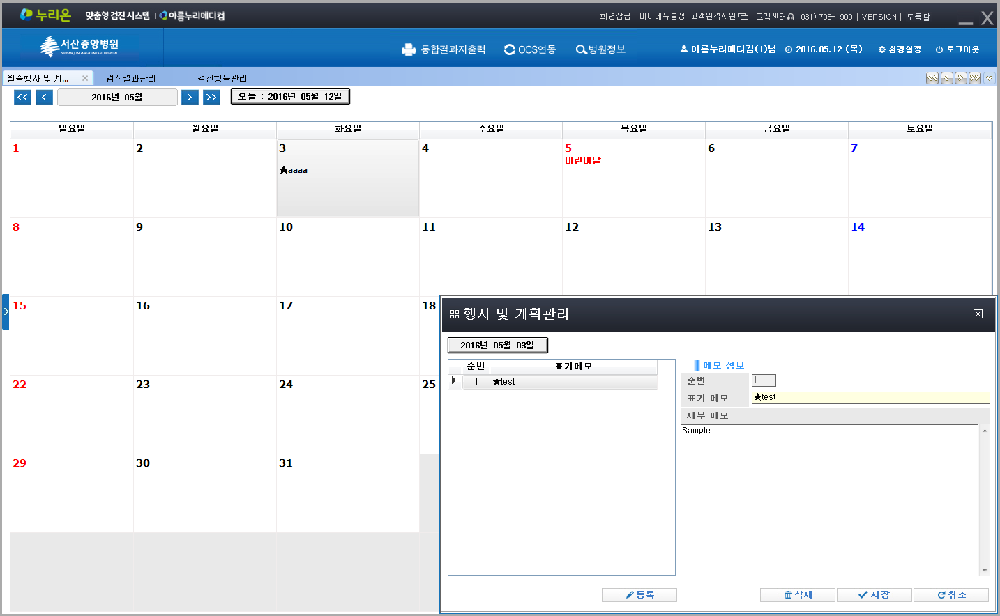 누리온 맞춤형 검진 시스템 | 아름누리메디컴
화면잠금 마이메뉴설정 고객원격지원 | 고객센터 031) 703-1900 | VERSION | 도움말
서산중앙병원
SEOSAN JUNGANG GENERAL HOSPITAL
통합결과지출력 OCS연동 병원정보
아름누리메디컴(1)님 | 2016.05.12 (목) | 환경설정 | 로그아웃
월중행사 및 계... 검진결과관리 검진항목관리
<< < 2016년 05월 > >> 오늘 : 2016년 05월 12일
일요일 월요일 화요일 수요일 목요일 금요일 토요일
1 2 3 4 5 6 7
어린이날
★aaaa
8 9 10 11 12 13 14
15 16 17 18
22 23 24 25
29 30 31
행사 및 계획관리
2016년 05월 03일
순번 표기메모
1 ★test
메모 정보
순번 1
표기 메모 ★test
세부 메모
Sample
등록 삭제 저장 취소